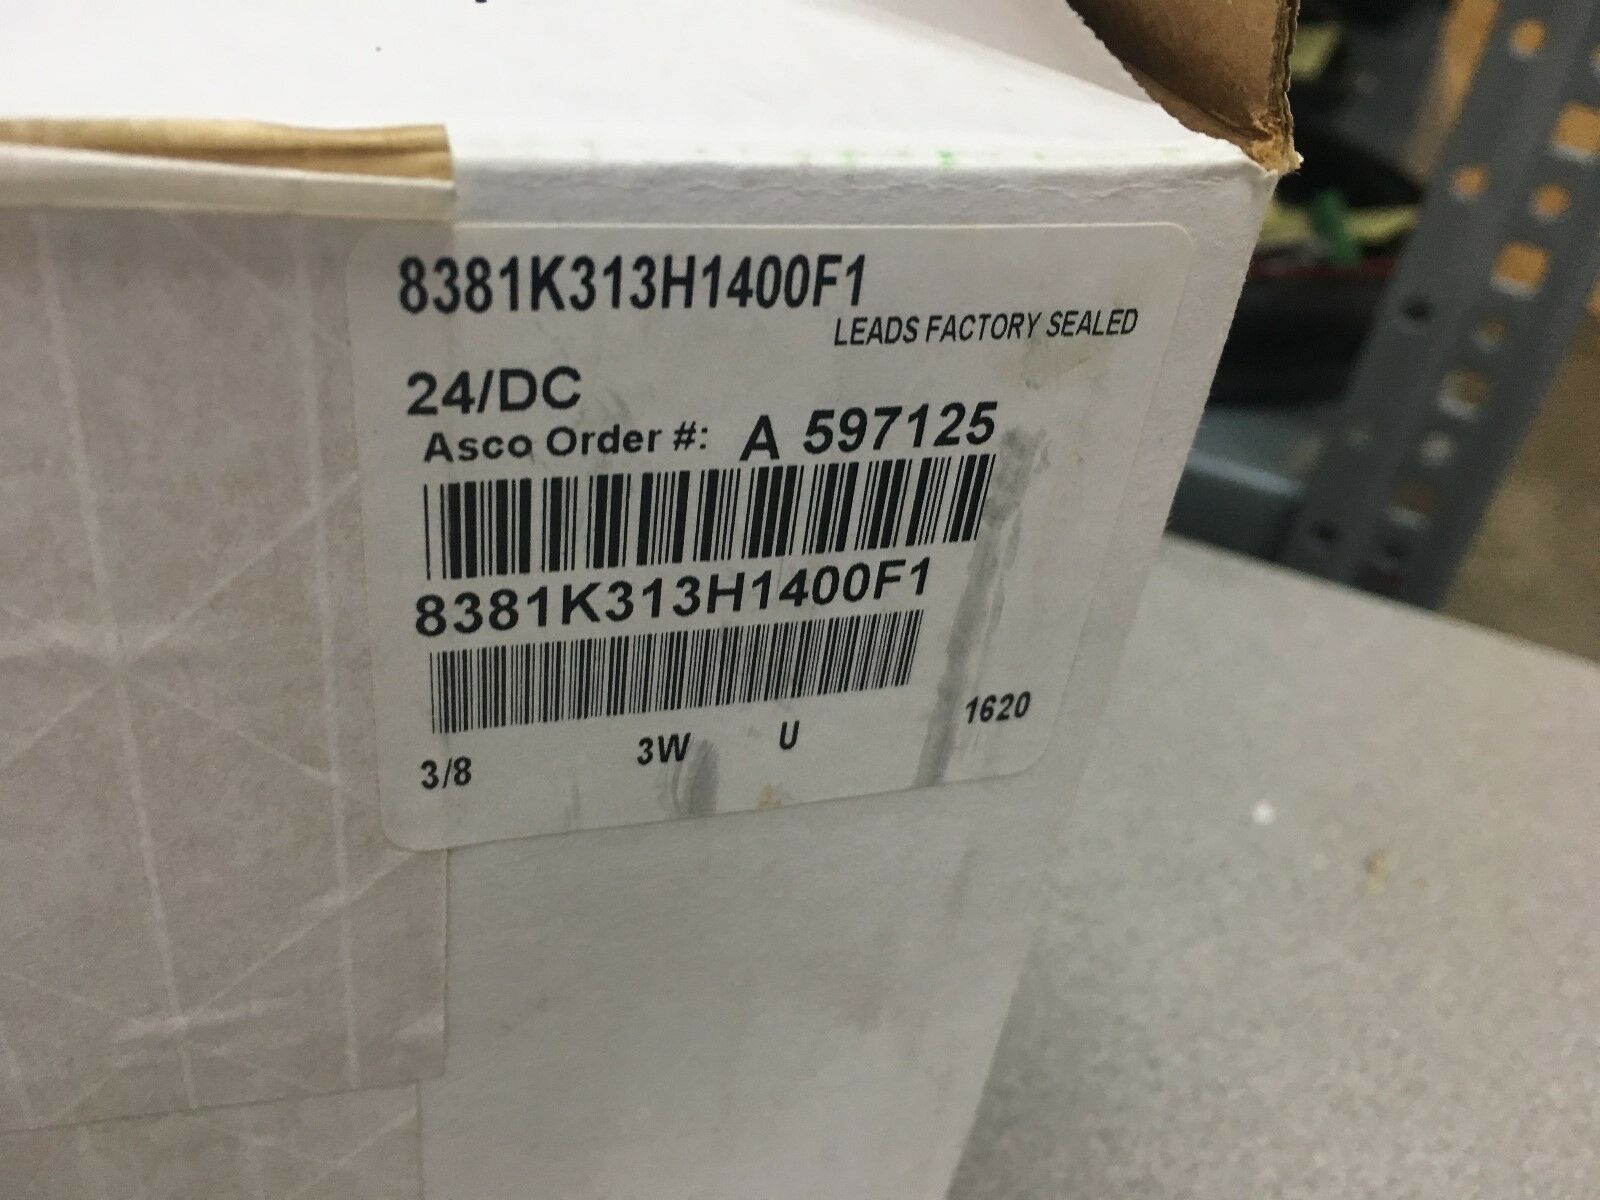 8381K313H1400F1
LEADS FACTORY SEALED
24/DC
Asco Order #: A 597125
8381K313H1400F1
3/8 3W U 1620